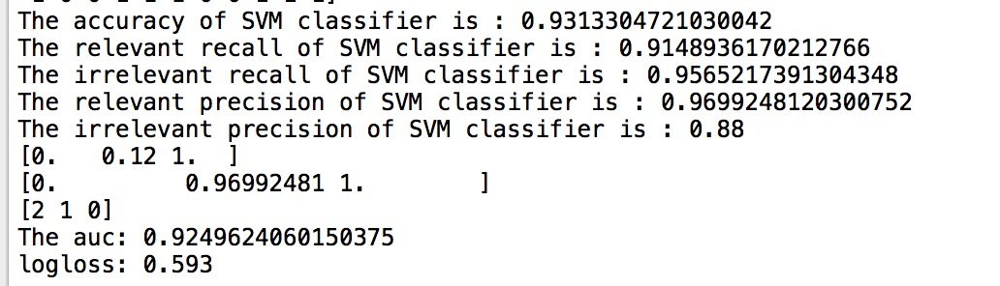 The accuracy of SVM classifier is : 0.9313304721030042
The relevant recall of SVM classifier is : 0.9148936170212766
The irrelevant recall of SVM classifier is : 0.9565217391304348
The relevant precision of SVM classifier is : 0.9699248120300752
The irrelevant precision of SVM classifier is : 0.88
[0.   0.12 1.  ]
[0.         0.96992481 1.        ]
[2 1 0]
The auc: 0.9249624060150375
logloss: 0.593